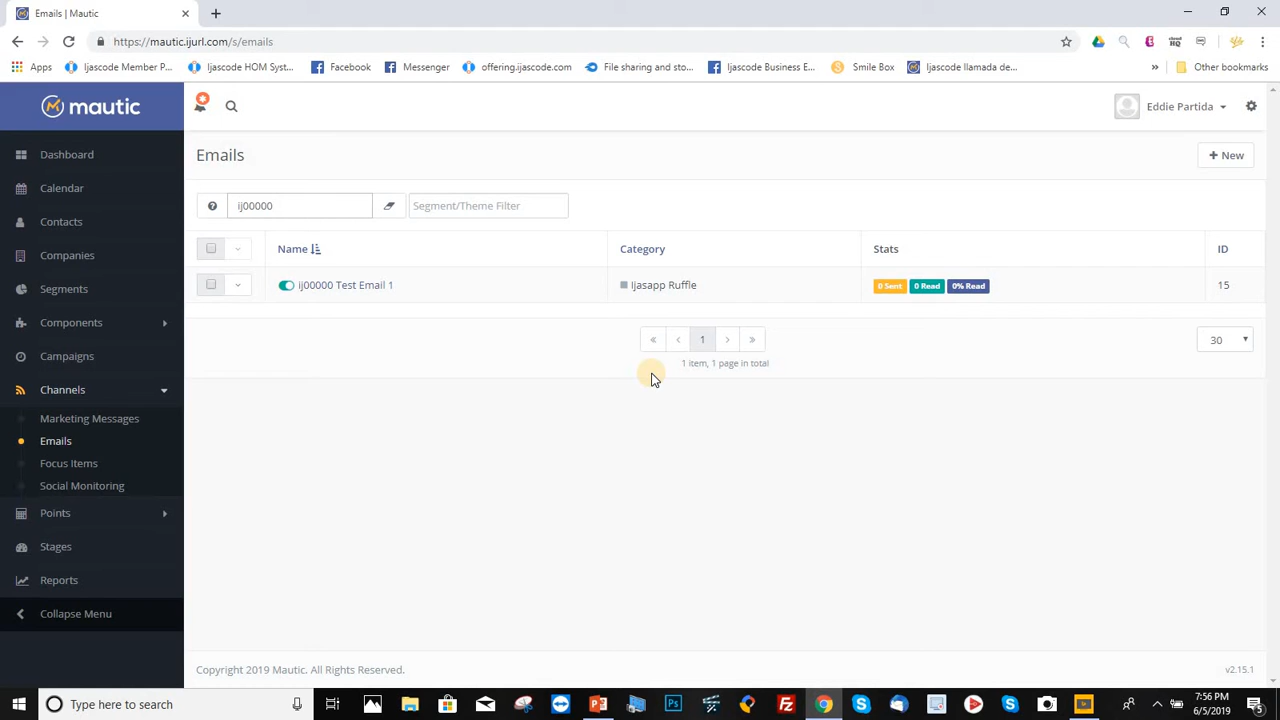 Emails | Mautic
https://mautic.ijurl.com/s/emails
Apps Ijascode Member P... Ijascode HOM Syst... Facebook Messenger offering.ijascode.com File sharing and sto... Ijascode Business E... Smile Box Ijascode llamada de... » Other bookmarks
mautic
Eddie Partida
Dashboard
Calendar
Contacts
Companies
Segments
Components
Campaigns
Channels
Marketing Messages
Emails
Focus Items
Social Monitoring
Points
Stages
Reports
Collapse Menu
Emails
+ New
ij00000 Segment/Theme Filter
Name Category Stats ID
ij00000 Test Email 1 Ijasapp Ruffle 0 Sent 0 Read 0% Read 15
« ‹ 1 › » 30
1 item, 1 page in total
Copyright 2019 Mautic. All Rights Reserved. v2.15.1
Type here to search
7:56 PM
6/5/2019